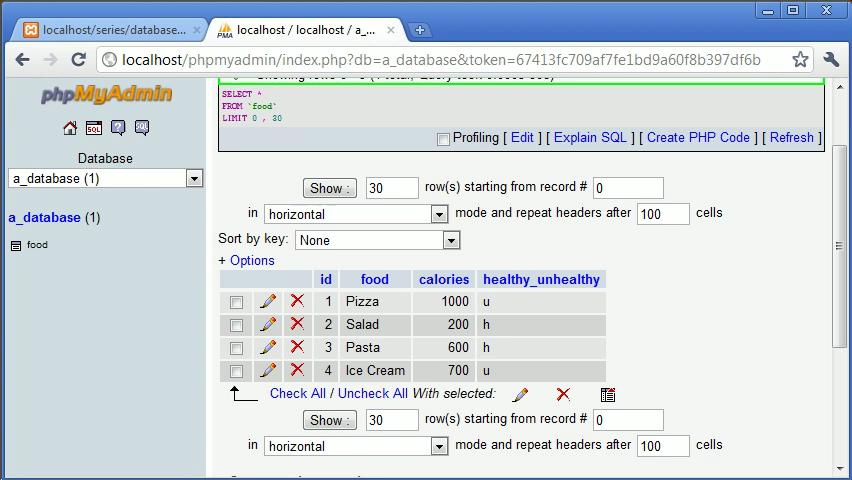 localhost/series/database...
localhost / localhost / a_...
localhost/phpmyadmin/index.php?db=a_database&token=67413fc709af7fe1bd9a60f8b397df6b
phpMyAdmin
SQL
Database
a_database (1)
a_database (1)
food
SELECT *
FROM `food`
LIMIT 0 , 30
Profiling [ Edit ] [ Explain SQL ] [ Create PHP Code ] [ Refresh ]
Show : 30 row(s) starting from record # 0
in horizontal mode and repeat headers after 100 cells
Sort by key: None
+ Options
id food calories healthy_unhealthy
1 Pizza 1000 u
2 Salad 200 h
3 Pasta 600 h
4 Ice Cream 700 u
Check All / Uncheck All With selected:
Show : 30 row(s) starting from record # 0
in horizontal mode and repeat headers after 100 cells